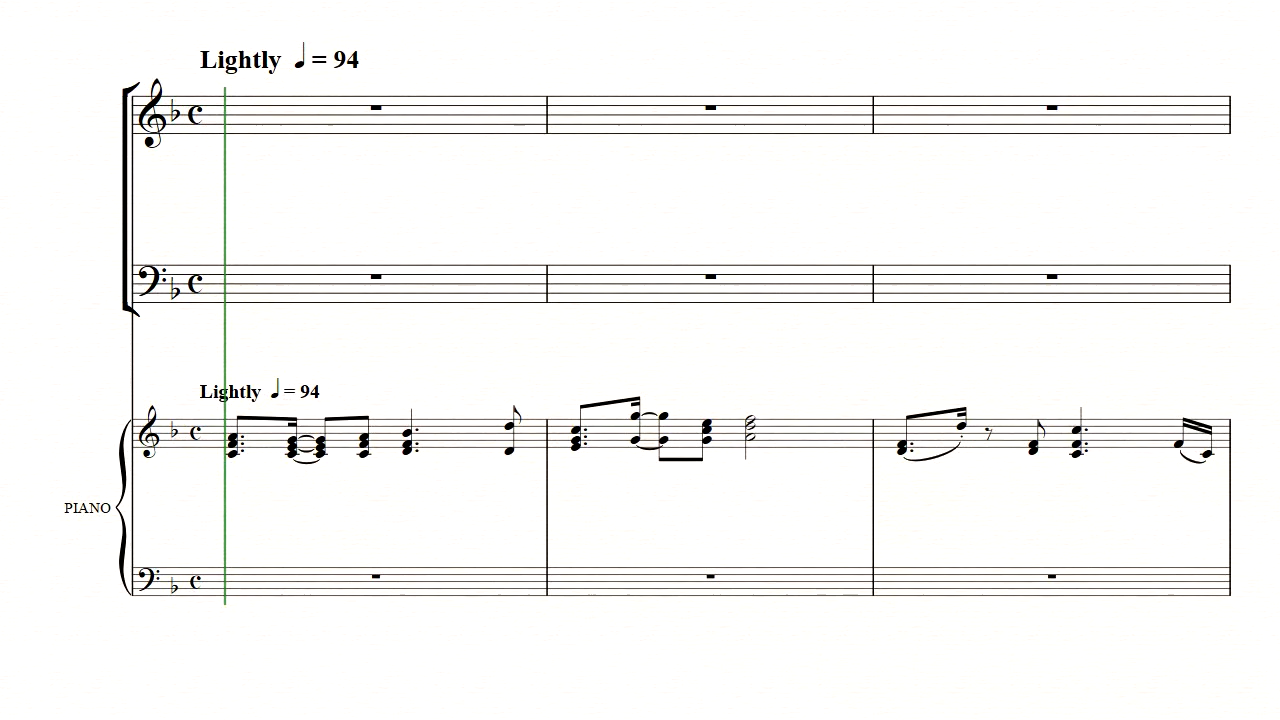 Lightly ♩ = 94
Lightly ♩ = 94
PIANO